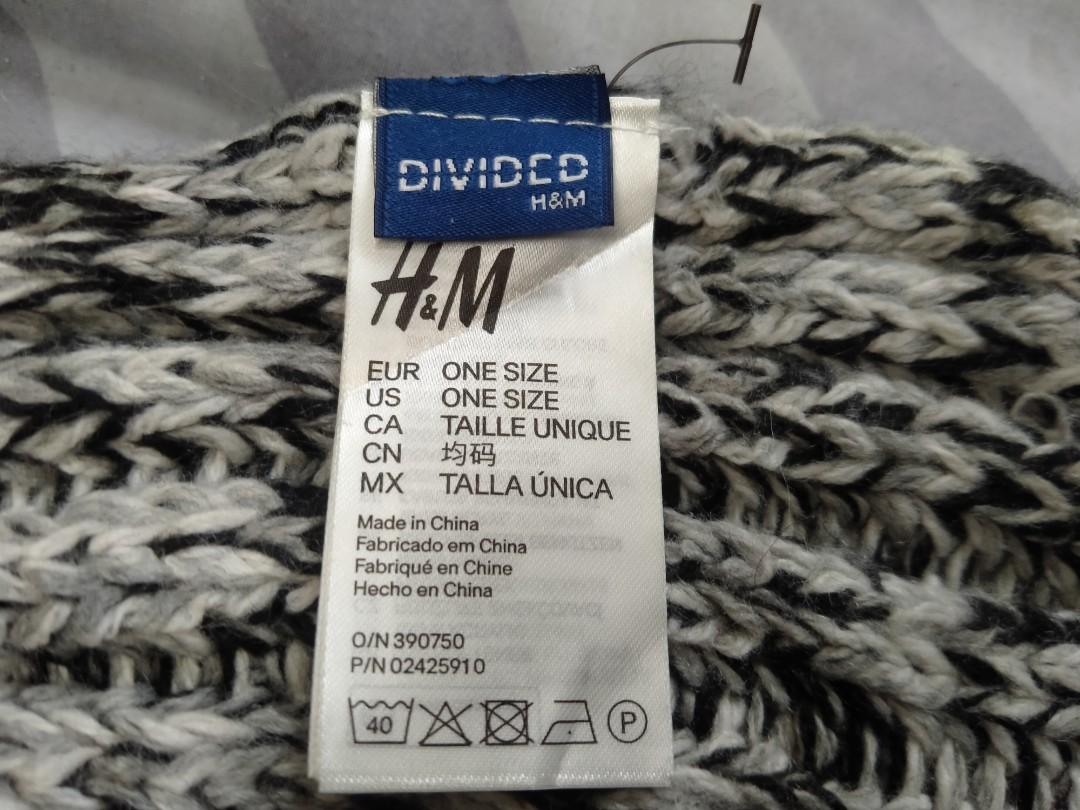 DIVIDED
H&M
H&M
EUR ONE SIZE
US ONE SIZE
CA TAILLE UNIQUE
CN 均码
MX TALLA ÚNICA
Made in China
Fabricado em China
Fabriqué en Chine
Hecho en China
O/N 390750
P/N 02425910
40
P